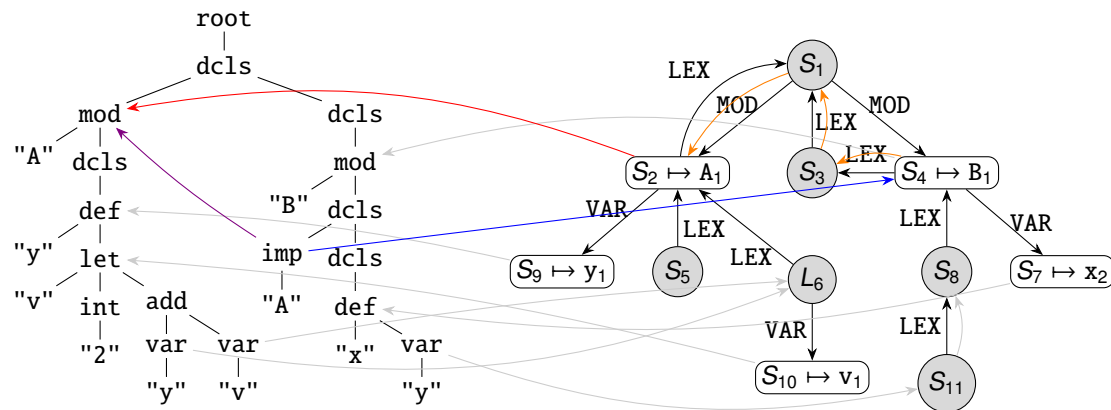 root
dcls
mod dcls
"A" dcls mod
def "B" dcls
"y" let imp dcls
"v" int add "A" def
"2" var var "x" var
"y" "v" "y"
S1
LEX
MOD MOD
LEX LEX
S2 ↦ A1 S3 S4 ↦ B1
VAR LEX LEX LEX VAR
S9 ↦ y1 S5 L6 S8 S7 ↦ x2
VAR LEX
S10 ↦ v1 S11